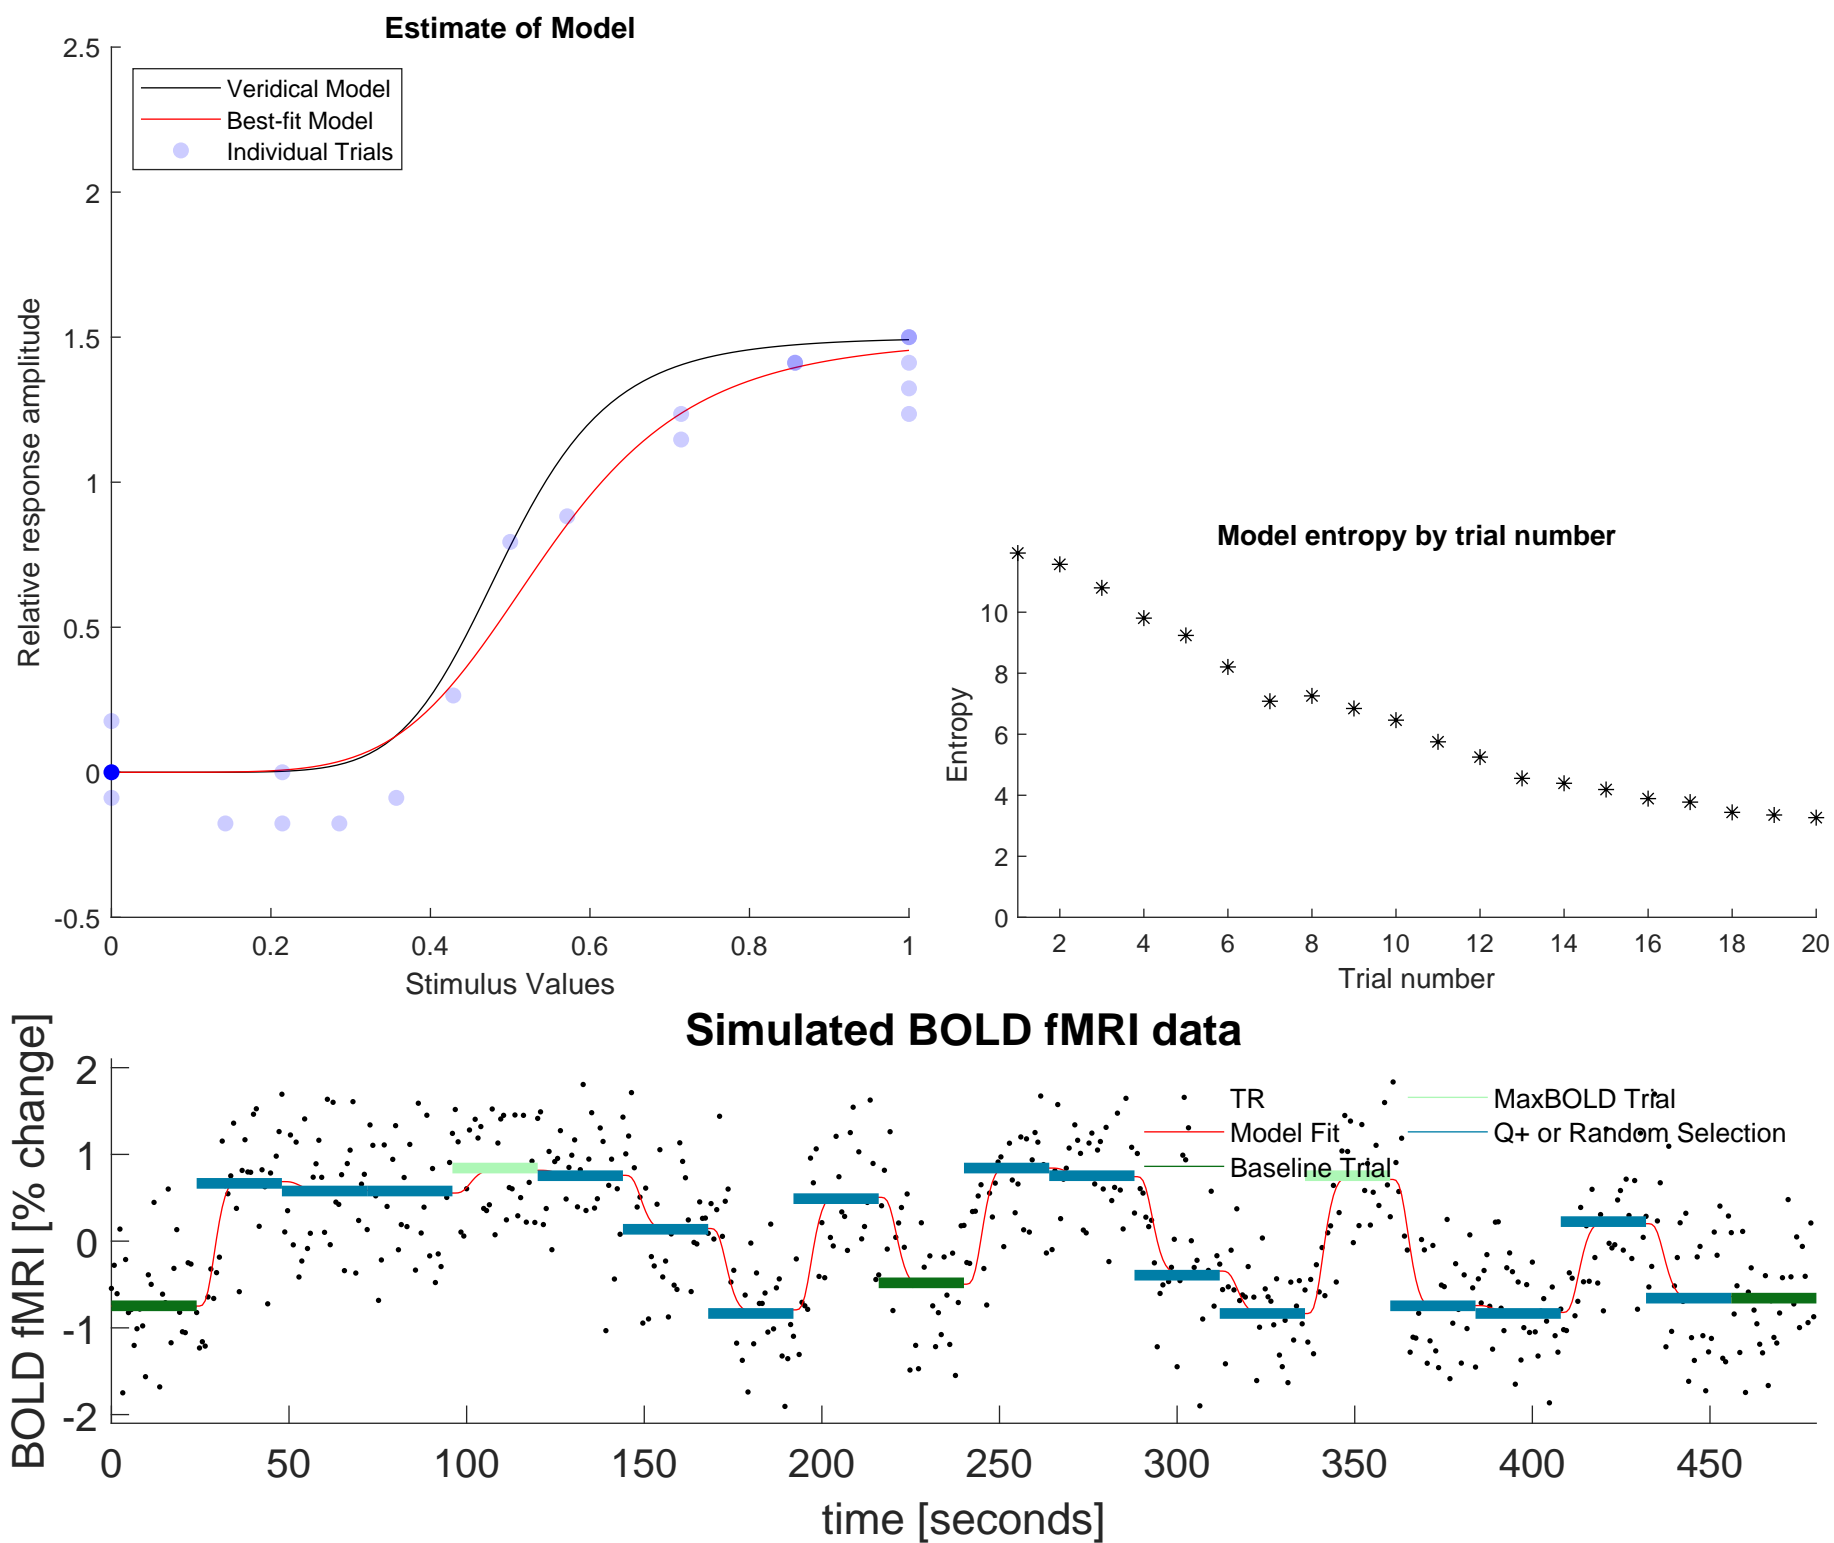 Estimate of Model
2.5
2
1.5
1
0.5
0
-0.5
Relative response amplitude
Veridical Model
Best-fit Model
Individual Trials
0 0.2 0.4 0.6 0.8 1
Stimulus Values
Model entropy by trial number
10
8
6
4
2
0
Entropy
2 4 6 8 10 12 14 16 18 20
Trial number
Simulated BOLD fMRI data
2
1
0
-1
-2
BOLD fMRI [% change]
TR
Model Fit
Baseline Trial
MaxBOLD Trial
Q+ or Random Selection
0 50 100 150 200 250 300 350 400 450
time [seconds]